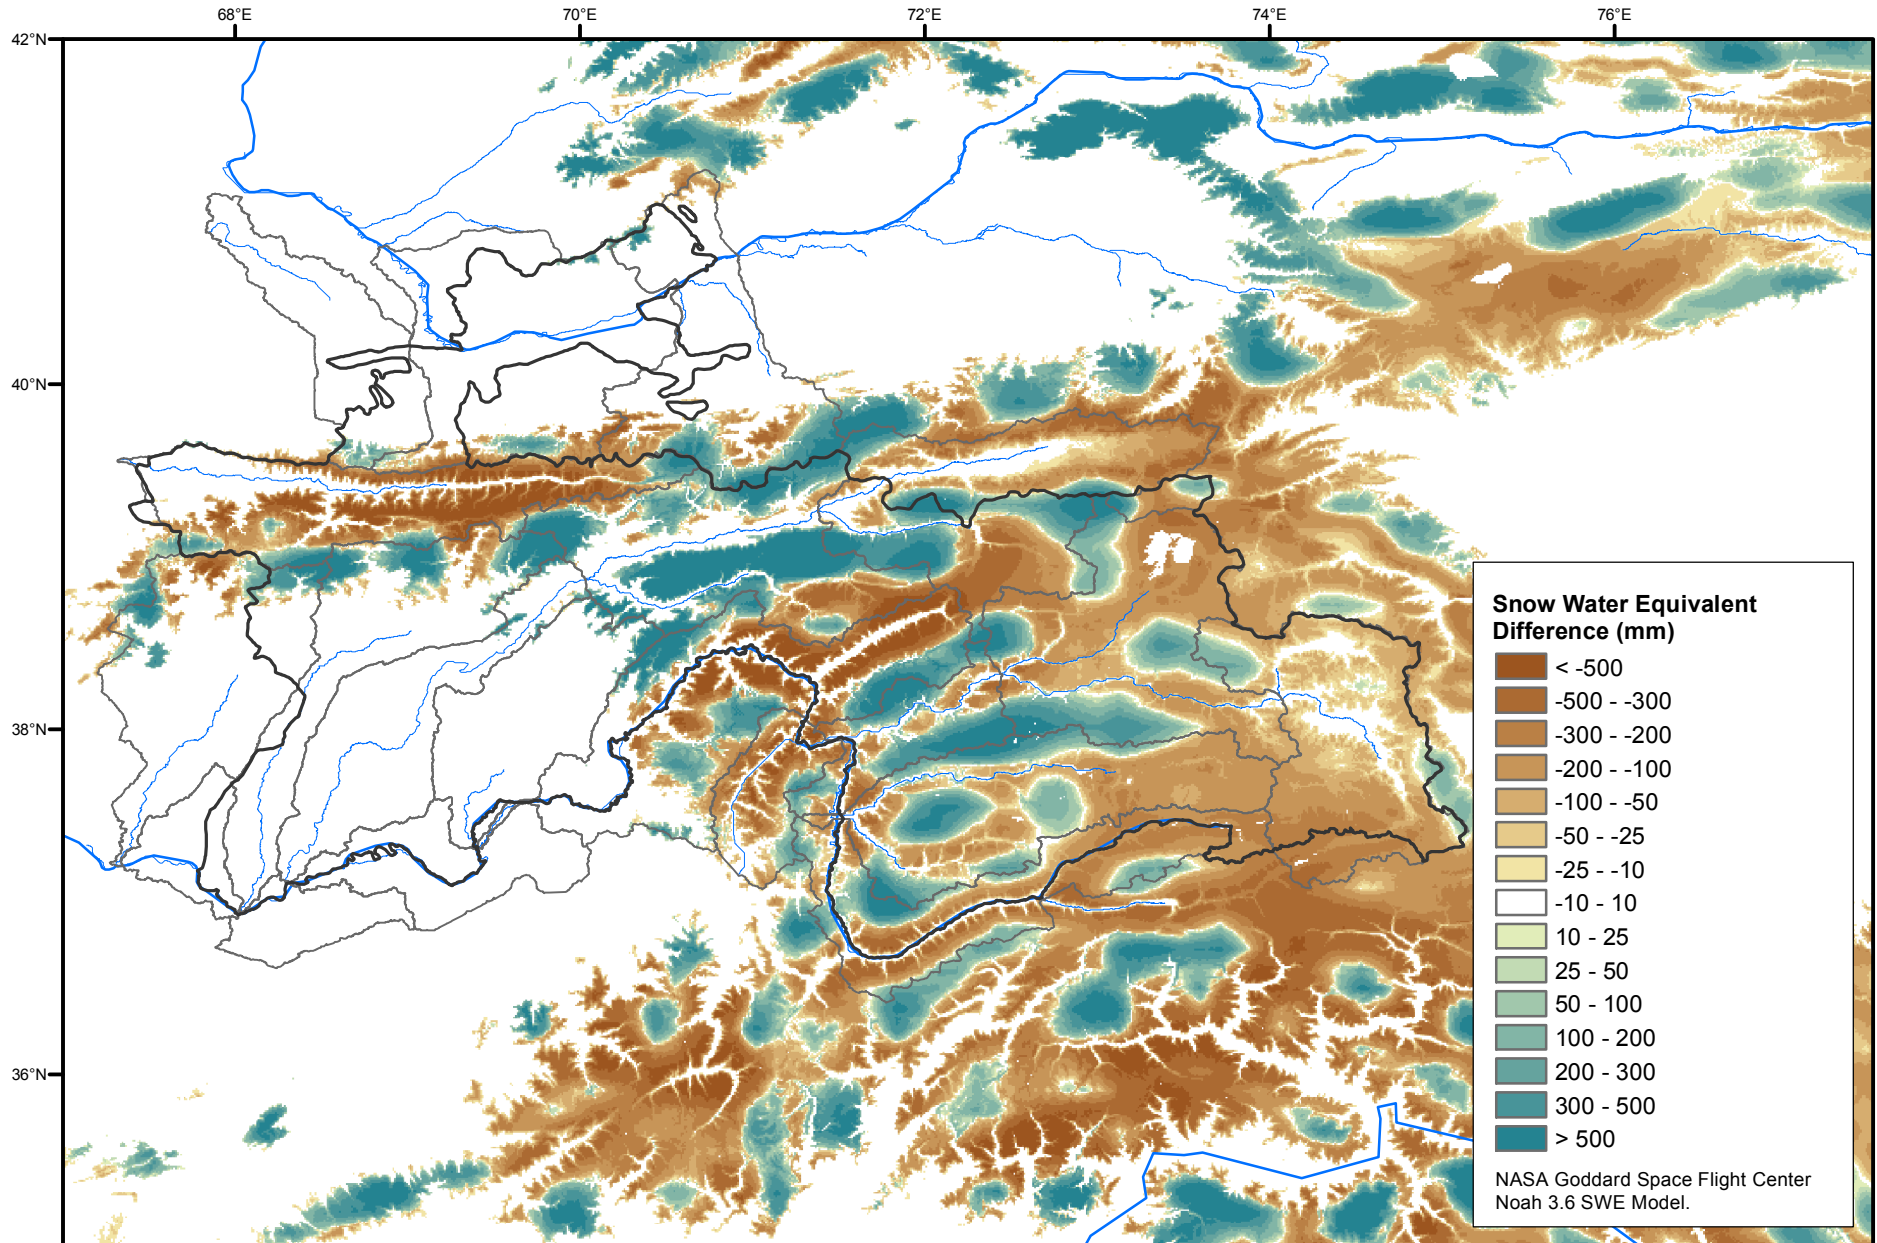 68°E 70°E 72°E 74°E 76°E
42°N
40°N
38°N
36°N
Snow Water Equivalent
Difference (mm)
< -500
-500 - -300
-300 - -200
-200 - -100
-100 - -50
-50 - -25
-25 - -10
-10 - 10
10 - 25
25 - 50
50 - 100
100 - 200
200 - 300
300 - 500
> 500
NASA Goddard Space Flight Center
Noah 3.6 SWE Model.